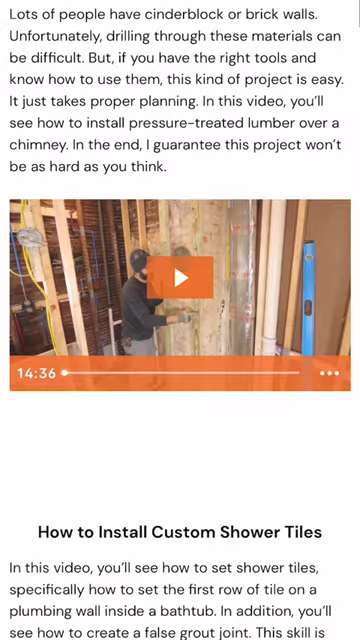 Lots of people have cinderblock or brick walls.
Unfortunately, drilling through these materials can
be difficult. But, if you have the right tools and
know how to use them, this kind of project is easy.
It just takes proper planning. In this video, you'll
see how to install pressure-treated lumber over a
chimney. In the end, I guarantee this project won't
be as hard as you think.
14:36
How to Install Custom Shower Tiles
In this video, you'll see how to set shower tiles,
specifically how to set the first row of tile on a
plumbing wall inside a bathtub. In addition, you'll
see how to create a false grout joint. This skill is